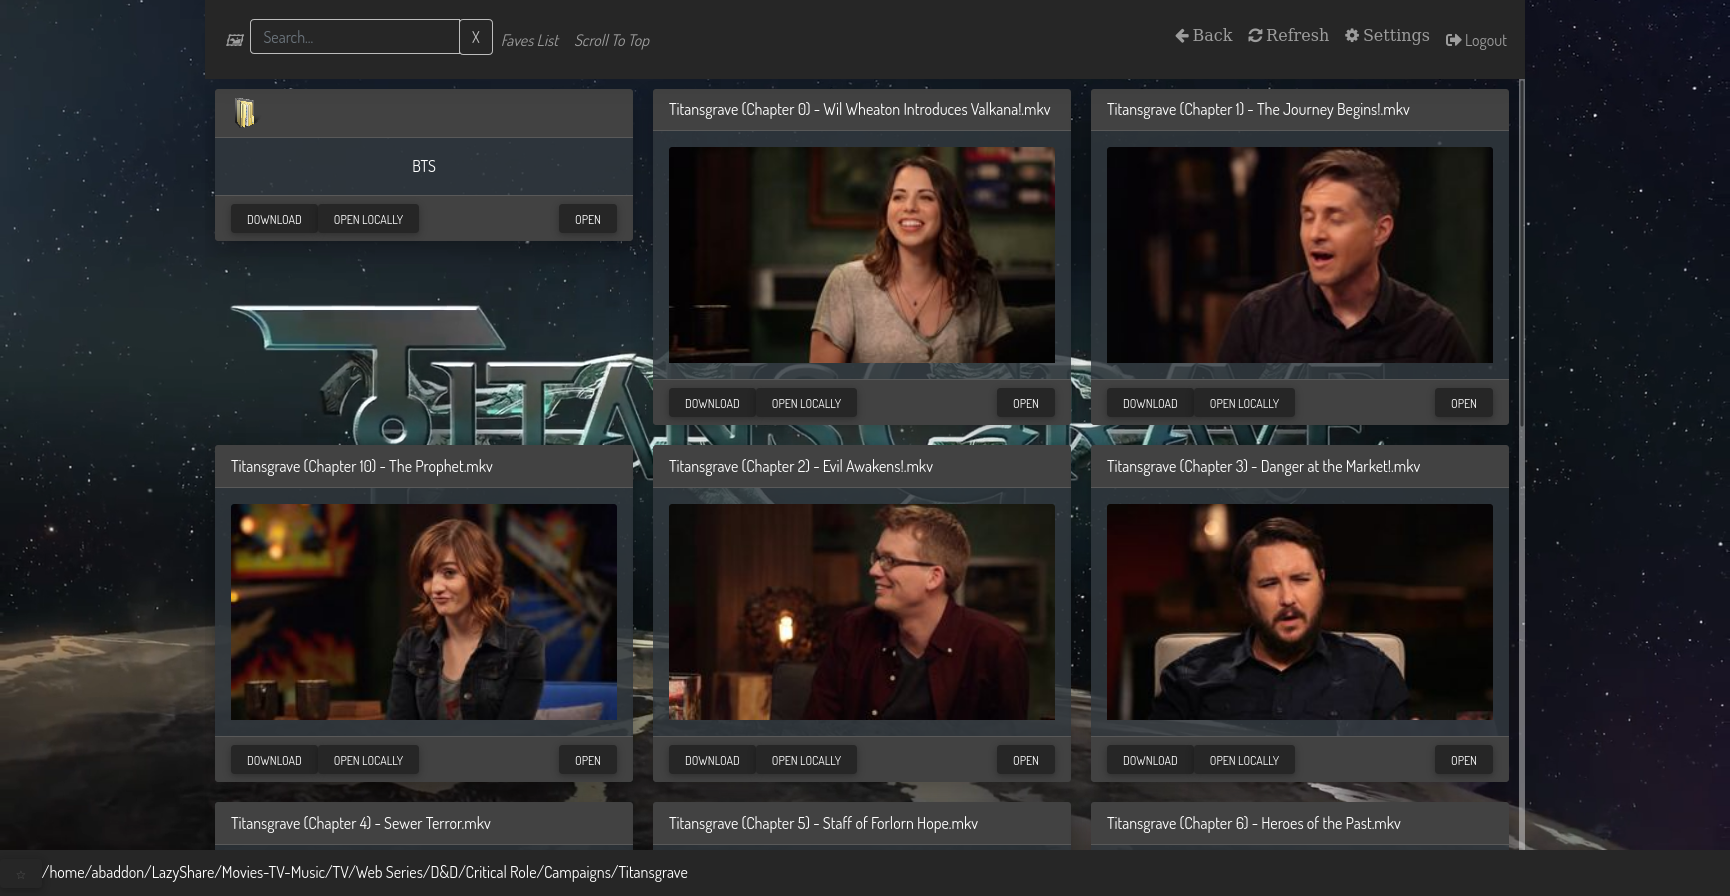 Search...
X
Faves List
Scroll To Top
Back
Refresh
Settings
Logout
BTS
DOWNLOAD
OPEN LOCALLY
OPEN
Titansgrave (Chapter 0) - Wil Wheaton Introduces Valkana!.mkv
DOWNLOAD
OPEN LOCALLY
OPEN
Titansgrave (Chapter 1) - The Journey Begins!.mkv
DOWNLOAD
OPEN LOCALLY
OPEN
Titansgrave (Chapter 10) - The Prophet.mkv
DOWNLOAD
OPEN LOCALLY
OPEN
Titansgrave (Chapter 2) - Evil Awakens!.mkv
DOWNLOAD
OPEN LOCALLY
OPEN
Titansgrave (Chapter 3) - Danger at the Market!.mkv
DOWNLOAD
OPEN LOCALLY
OPEN
Titansgrave (Chapter 4) - Sewer Terror.mkv
Titansgrave (Chapter 5) - Staff of Forlorn Hope.mkv
Titansgrave (Chapter 6) - Heroes of the Past.mkv
/home/abaddon/LazyShare/Movies-TV-Music/TV/Web Series/D&D/Critical Role/Campaigns/Titansgrave